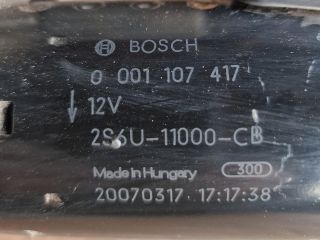 BOSCH
0 001 107 417
12V
2S6U-11000-CB
Made in Hungary 300
20070317 17:17:38